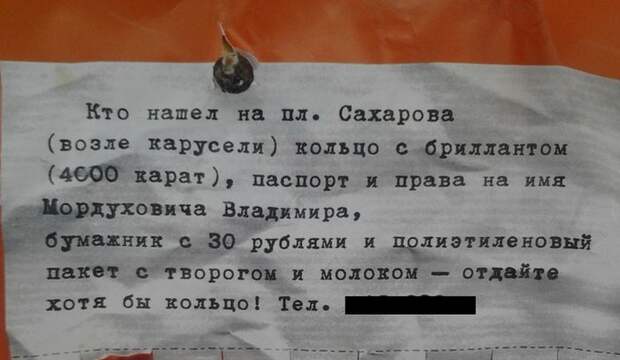 Кто нашел на пл. Сахарова
(возле карусели) кольцо с бриллантом
(4000 карат), паспорт и права на имя
Мордуховича Владимира,
бумажник с 30 рублями и полиэтиленовый
пакет с творогом и молоком — отдайте
хотя бы кольцо! Тел.